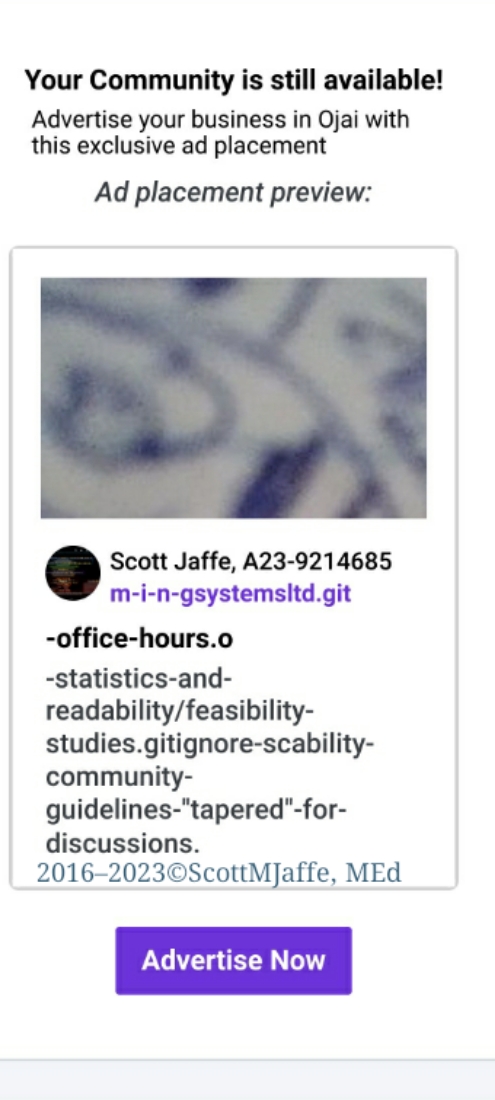 Your Community is still available!
Advertise your business in Ojai with
this exclusive ad placement
Ad placement preview:
Scott Jaffe, A23-9214685
m-i-n-gsystemsltd.git
-office-hours.o
-statistics-and-
readability/feasibility-
studies.gitignore-scability-
community-
guidelines-"tapered"-for-
discussions.
2016–2023©ScottMJaffe, MEd
Advertise Now